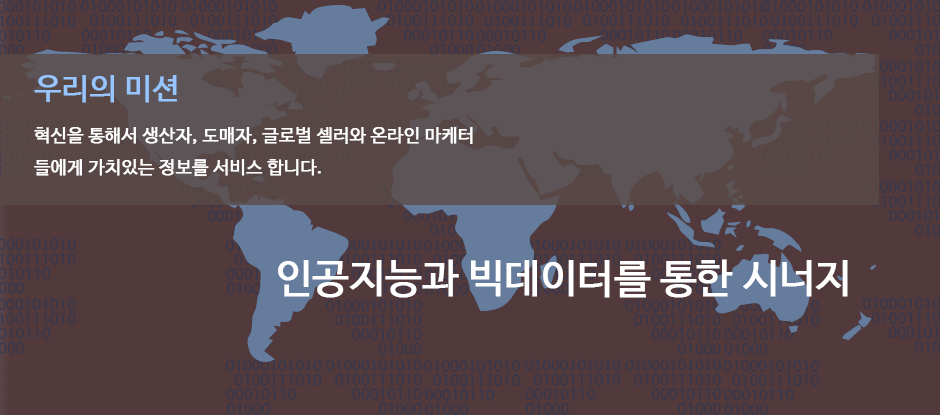 우리의 미션
혁신을 통해서 생산자, 도매자, 글로벌 셀러와 온라인 마케터
들에게 가치있는 정보를 서비스 합니다.
인공지능과 빅데이터를 통한 시너지